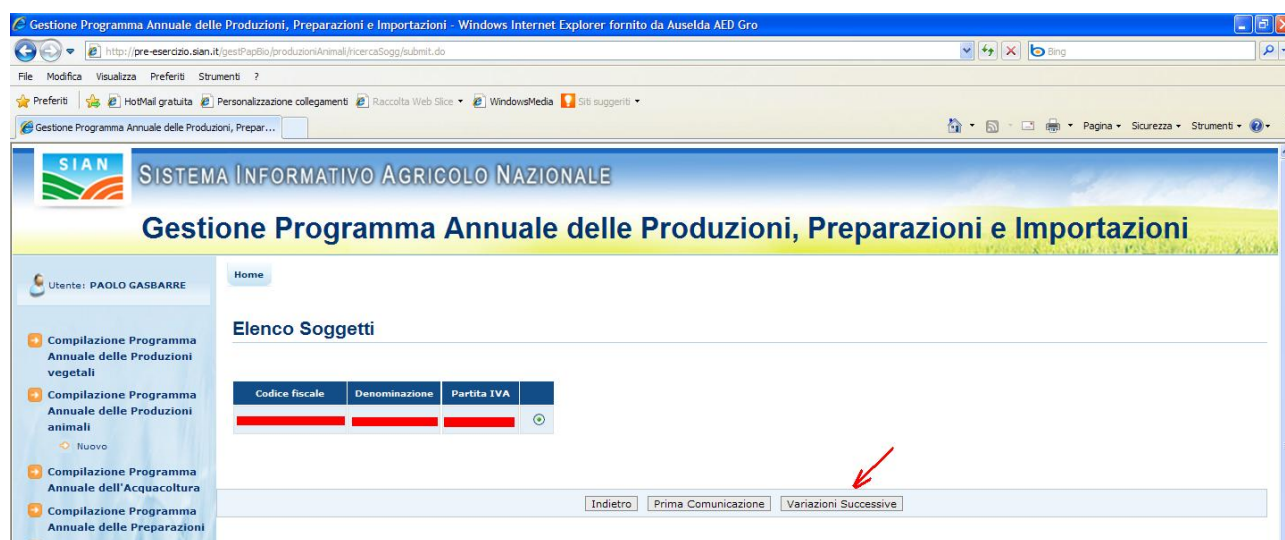 Gestione Programma Annuale delle Produzioni, Preparazioni e Importazioni - Windows Internet Explorer fornito da Auselda AED Gro
http://pre-esercizio.sian.it/gestPapBio/produzioniAnimali/ricercaSogg/submit.do
Bing
File Modifica Visualizza Preferiti Strumenti ?
Preferiti HotMail gratuita Personalizzazione collegamenti Raccolta Web Slice WindowsMedia Siti suggeriti
Gestione Programma Annuale delle Produzioni, Prepar...
Pagina Sicurezza Strumenti
SIAN
SISTEMA INFORMATIVO AGRICOLO NAZIONALE
Gestione Programma Annuale delle Produzioni, Preparazioni e Importazioni
Utente: PAOLO GASBARRE
Home
Compilazione Programma
Annuale delle Produzioni
vegetali
Compilazione Programma
Annuale delle Produzioni
animali
Nuovo
Compilazione Programma
Annuale dell'Acquacoltura
Compilazione Programma
Annuale delle Preparazioni
Elenco Soggetti
Codice fiscale Denominazione Partita IVA
Indietro Prima Comunicazione Variazioni Successive